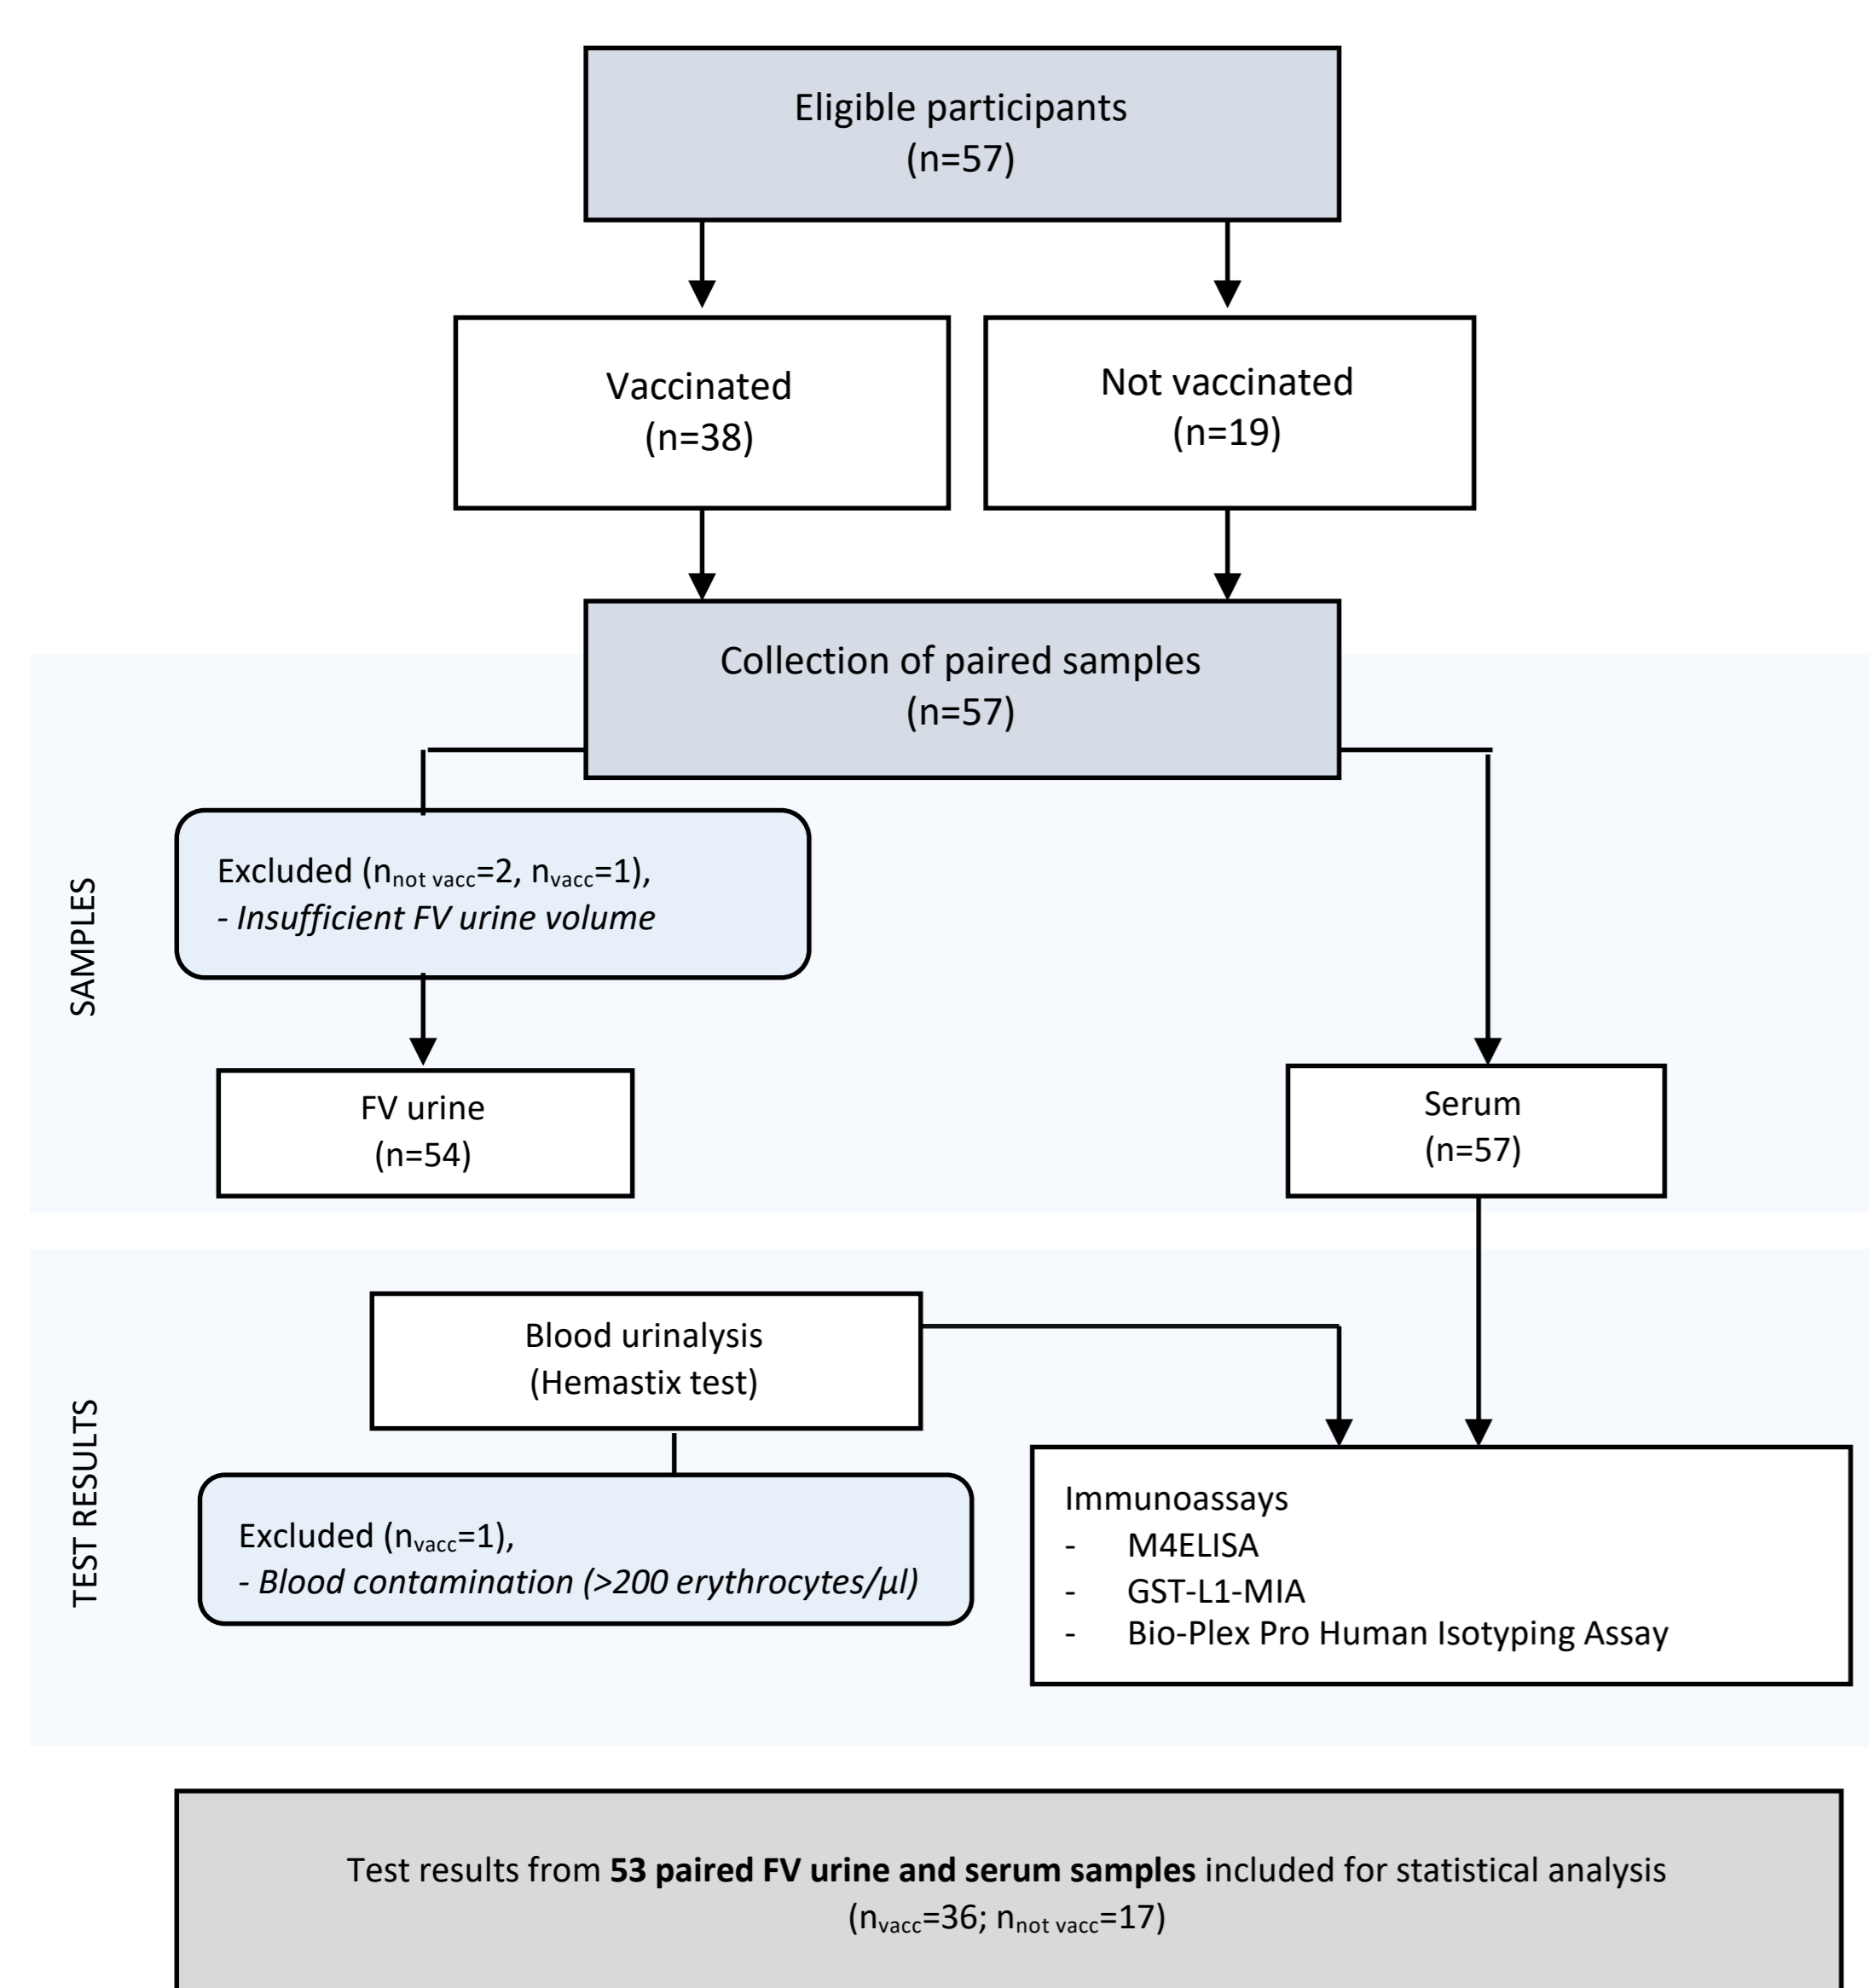 Eligible participants
(n=57)
Vaccinated
(n=38)
Not vaccinated
(n=19)
Collection of paired samples
(n=57)
SAMPLES
Excluded (nnot vacc=2, nvacc=1),
- Insufficient FV urine volume
FV urine
(n=54)
Serum
(n=57)
TEST RESULTS
Blood urinalysis
(Hemastix test)
Excluded (nvacc=1),
- Blood contamination (>200 erythrocytes/µl)
Immunoassays
- M4ELISA
- GST-L1-MIA
- Bio-Plex Pro Human Isotyping Assay
Test results from 53 paired FV urine and serum samples included for statistical analysis
(nvacc=36; nnot vacc=17)